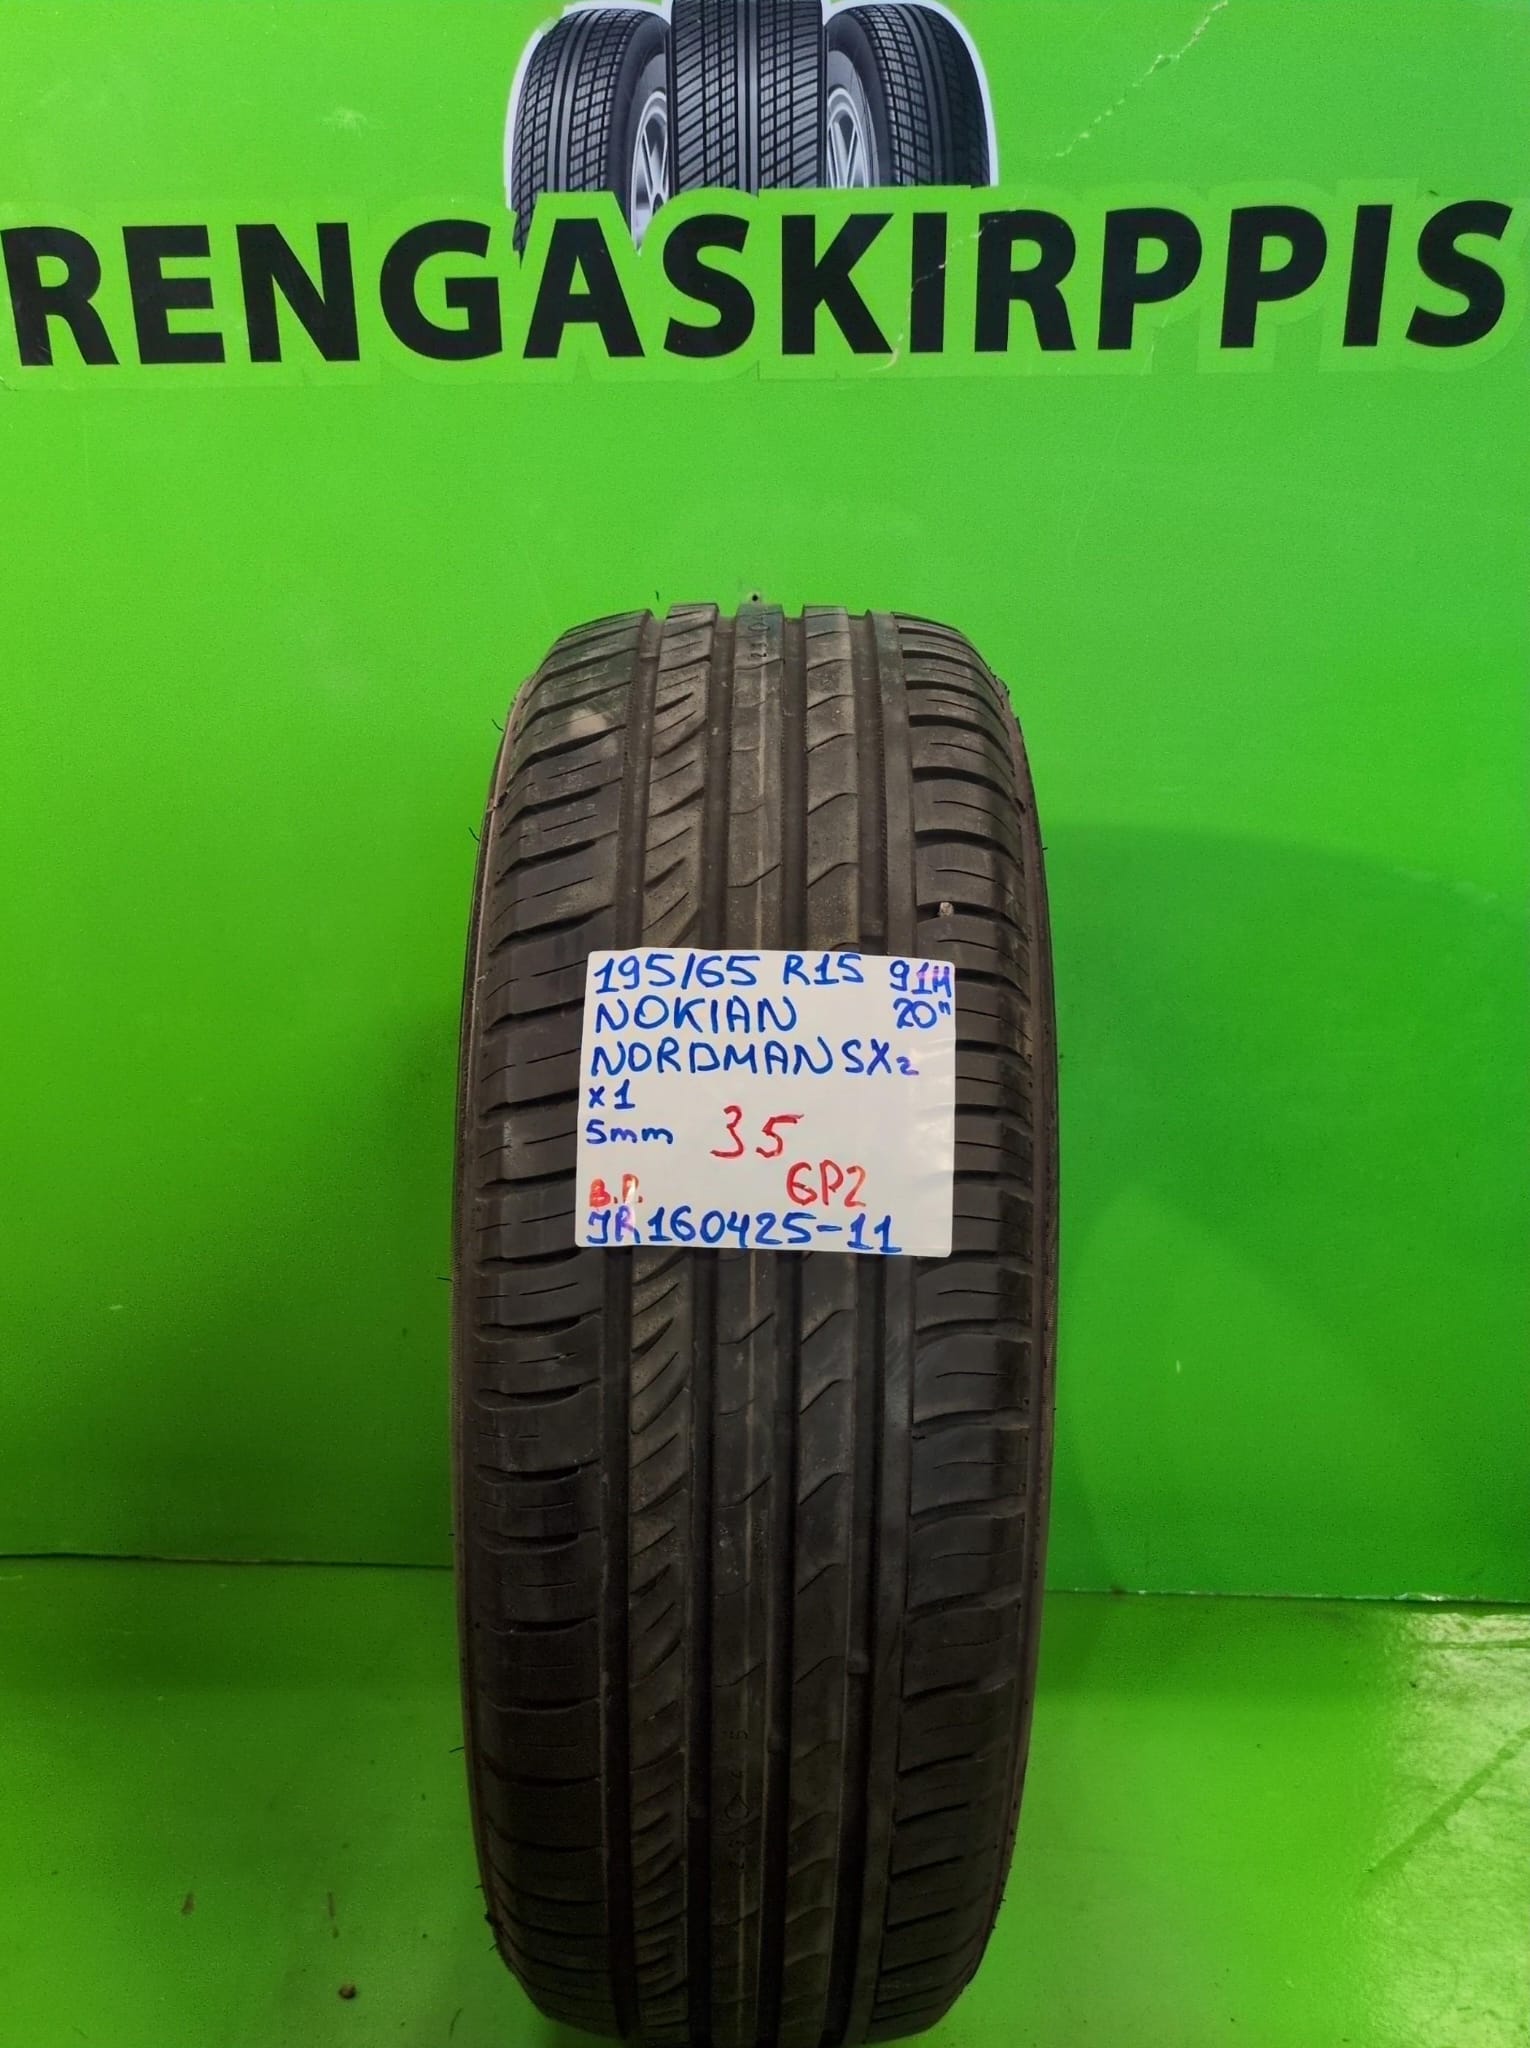 RENGASKIRPPIS
195/65 R15 91H
NOKIAN 20"
NORDMAN SX2
x1
5mm 35
B.P. GP2
JR160425-11